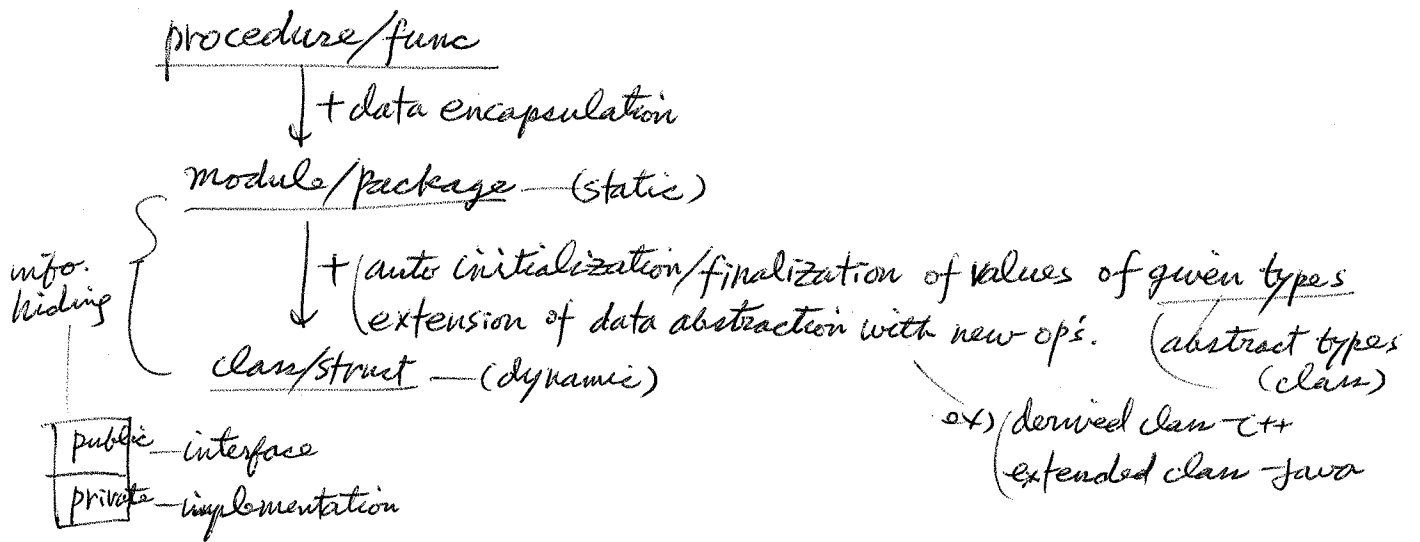 procedure/func
+ data encapsulation
module/package — (static)
info.
hiding
+ (auto initialization/finalization of values of given types
extension of data abstraction with new op's. (abstract types
(class)
class/struct — (dynamic)
ex) (derived class - C++
extended class - Java
public — interface
private — implementation